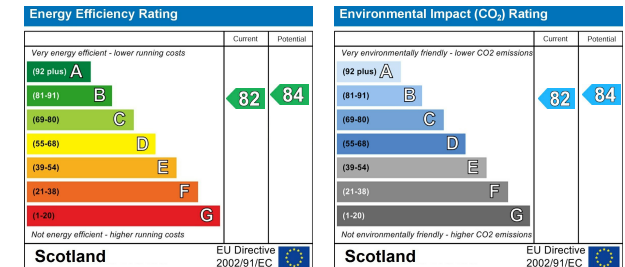 Energy Efficiency Rating
Current Potential
Very energy efficient - lower running costs
(92 plus) A
(81-91) B
82 84
(69-80) C
(55-68) D
(39-54) E
(21-38) F
(1-20) G
Not energy efficient - higher running costs
Scotland
EU Directive
2002/91/EC
Environmental Impact (CO₂) Rating
Current Potential
Very environmentally friendly - lower CO2 emissions
(92 plus) A
(81-91) B
82 84
(69-80) C
(55-68) D
(39-54) E
(21-38) F
(1-20) G
Not environmentally friendly - higher CO2 emissions
Scotland
EU Directive
2002/91/EC